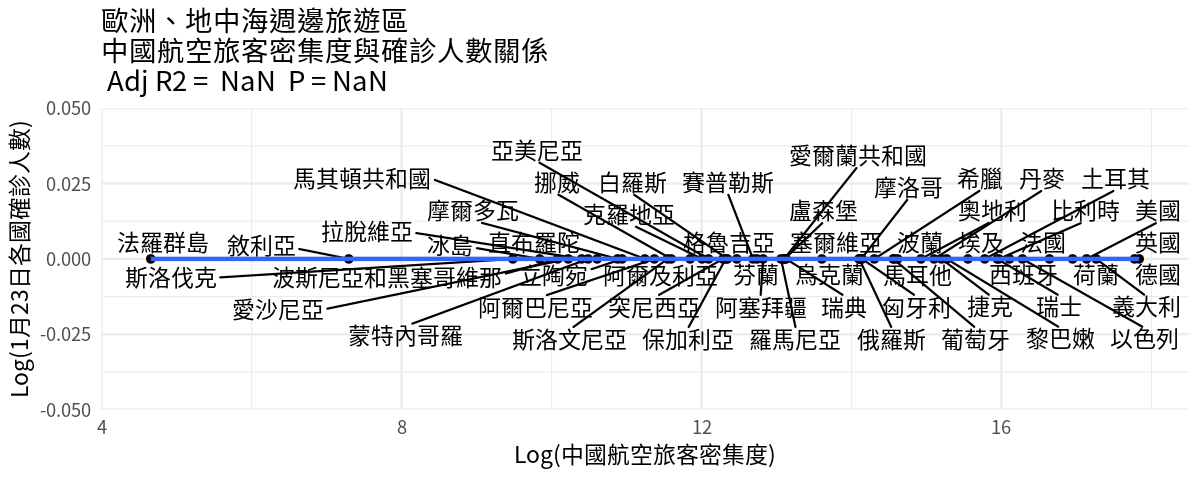 歐洲、地中海週邊旅遊區
中國航空旅客密集度與確診人數關係
Adj R2 = NaN P = NaN
Log(1月23日各國確診人數)
0.050
0.025
0.000
-0.025
-0.050
亞美尼亞
愛爾蘭共和國
馬其頓共和國
挪威
白羅斯
賽普勒斯
摩洛哥
希臘
丹麥
土耳其
摩爾多瓦
克羅地亞
盧森堡
奧地利
比利時
美國
法羅群島
敘利亞
拉脫維亞
冰島
直布羅陀
格魯吉亞
塞爾維亞
波蘭
埃及
法國
英國
斯洛伐克
波斯尼亞和黑塞哥維那
立陶宛
阿爾及利亞
芬蘭
烏克蘭
馬耳他
西班牙
荷蘭
德國
愛沙尼亞
阿爾巴尼亞
突尼西亞
阿塞拜疆
瑞典
匈牙利
捷克
瑞士
義大利
蒙特內哥羅
斯洛文尼亞
保加利亞
羅馬尼亞
俄羅斯
葡萄牙
黎巴嫩
以色列
4
8
12
16
Log(中國航空旅客密集度)